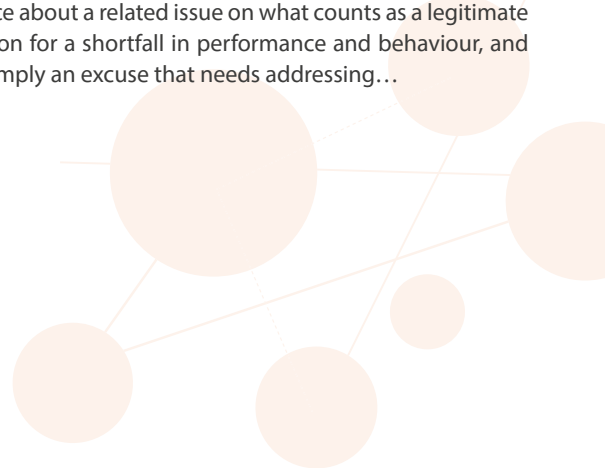 te about a related issue on what counts as a legitimate
on for a shortfall in performance and behaviour, and
mply an excuse that needs addressing…